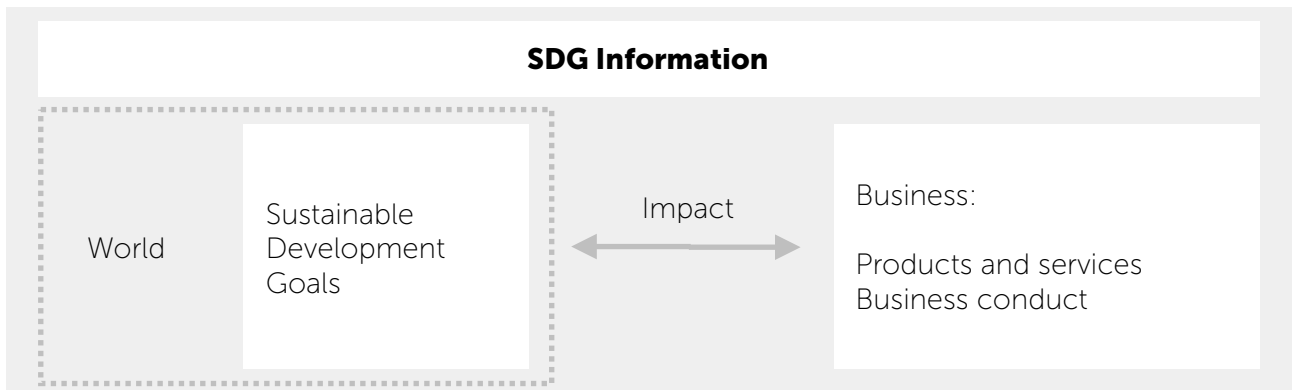 SDG Information
World
Sustainable
Development
Goals
Impact
Business:
Products and services
Business conduct